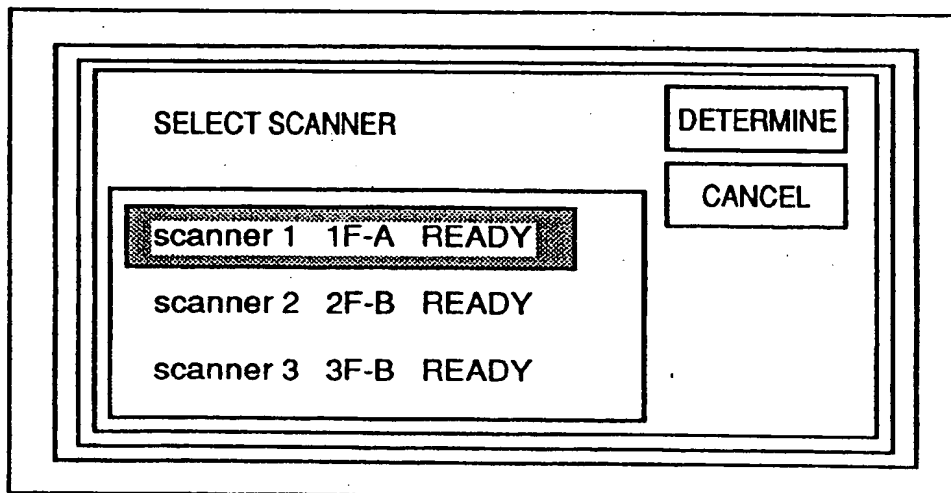 SELECT SCANNER
DETERMINE
CANCEL
scanner 1 1F-A READY
scanner 2 2F-B READY
scanner 3 3F-B READY